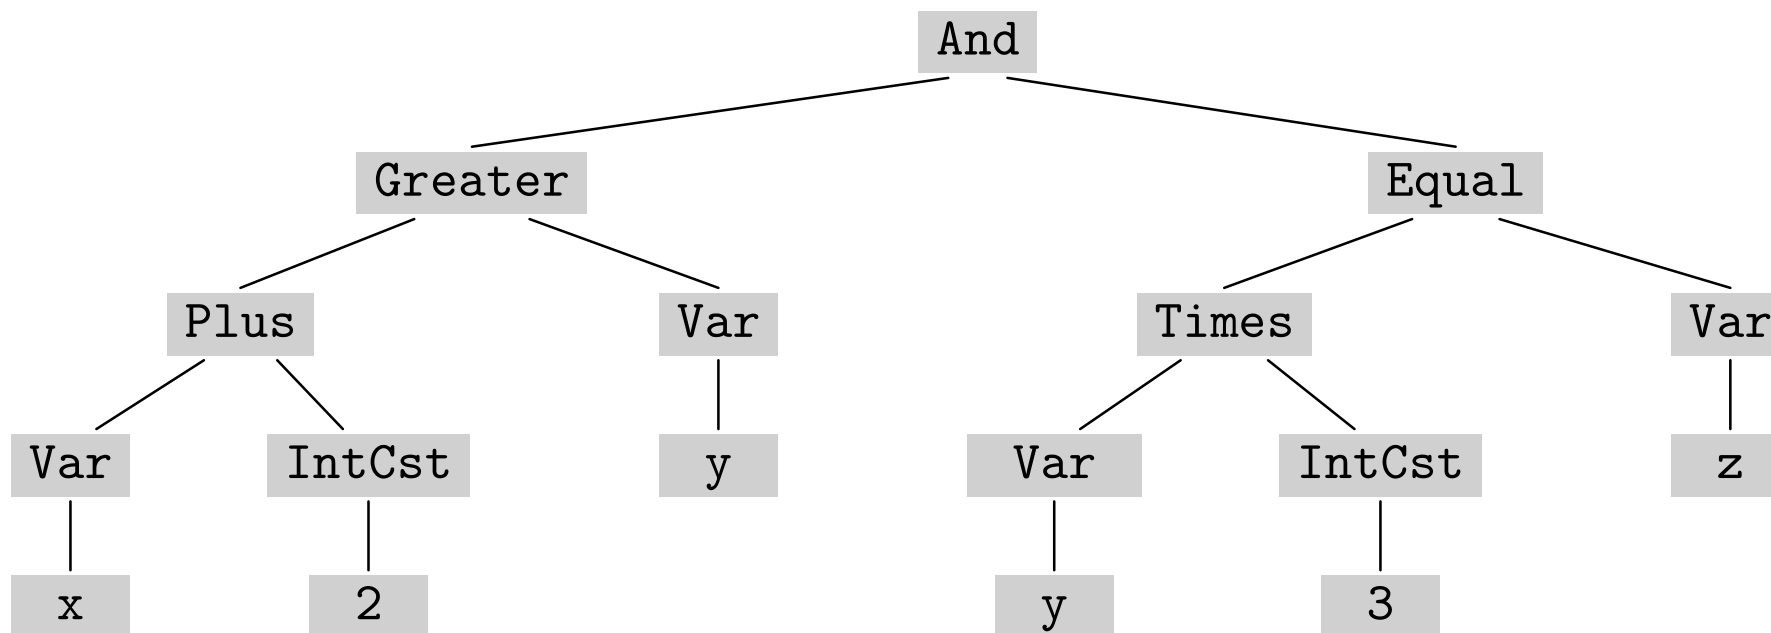 And
Greater Equal
Plus Var Times Var
Var IntCst y Var IntCst z
x 2 y 3